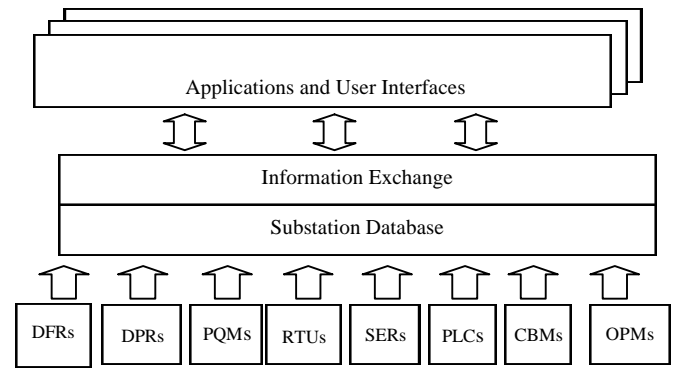 Applications and User Interfaces
Information Exchange
Substation Database
DFRs DPRs PQMs RTUs SERs PLCs CBMs OPMs